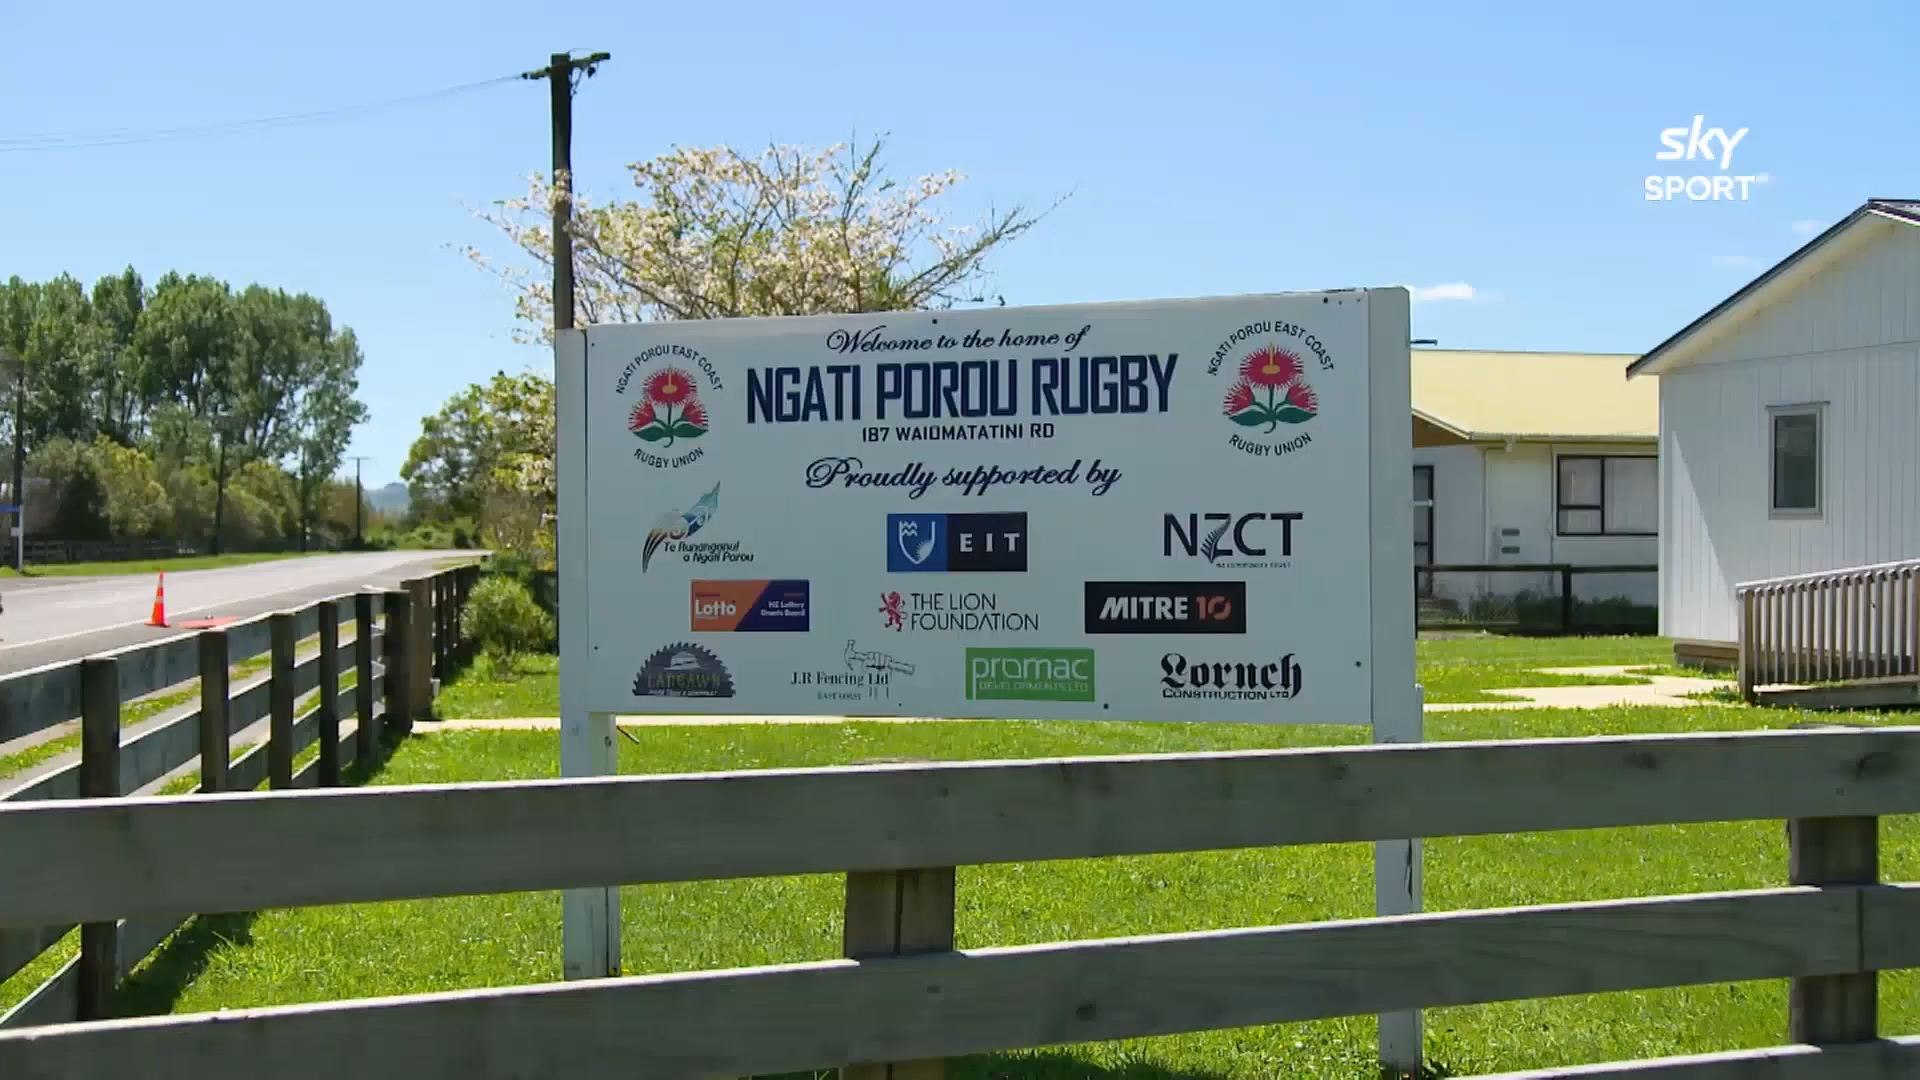 sky
SPORT
Welcome to the home of
NGATI POROU RUGBY
187 WAIOMATATINI RD
NGATI POROU EAST COAST
RUGBY UNION
NGATI POROU EAST COAST
RUGBY UNION
Proudly supported by
Te Runanganui
o Ngati Porou
EIT
NZCT
Lotto
NZ Lottery
Grants Board
THE LION
FOUNDATION
MITRE 10
J.R Fencing Ltd
EAST COAST
promac
DEVELOPMENTS LTD
Lornch
CONSTRUCTION LTD